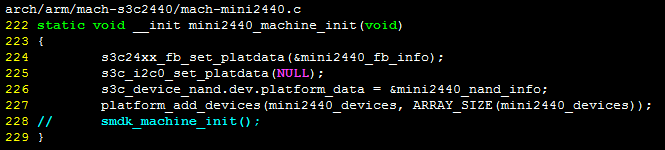 arch/arm/mach-s3c2440/mach-mini2440.c
222 static void __init mini2440_machine_init(void)
223 {
224         s3c24xx_fb_set_platdata(&mini2440_fb_info);
225         s3c_i2c0_set_platdata(NULL);
226         s3c_device_nand.dev.platform_data = &mini2440_nand_info;
227         platform_add_devices(mini2440_devices, ARRAY_SIZE(mini2440_devices));
228 //      smdk_machine_init();
229 }